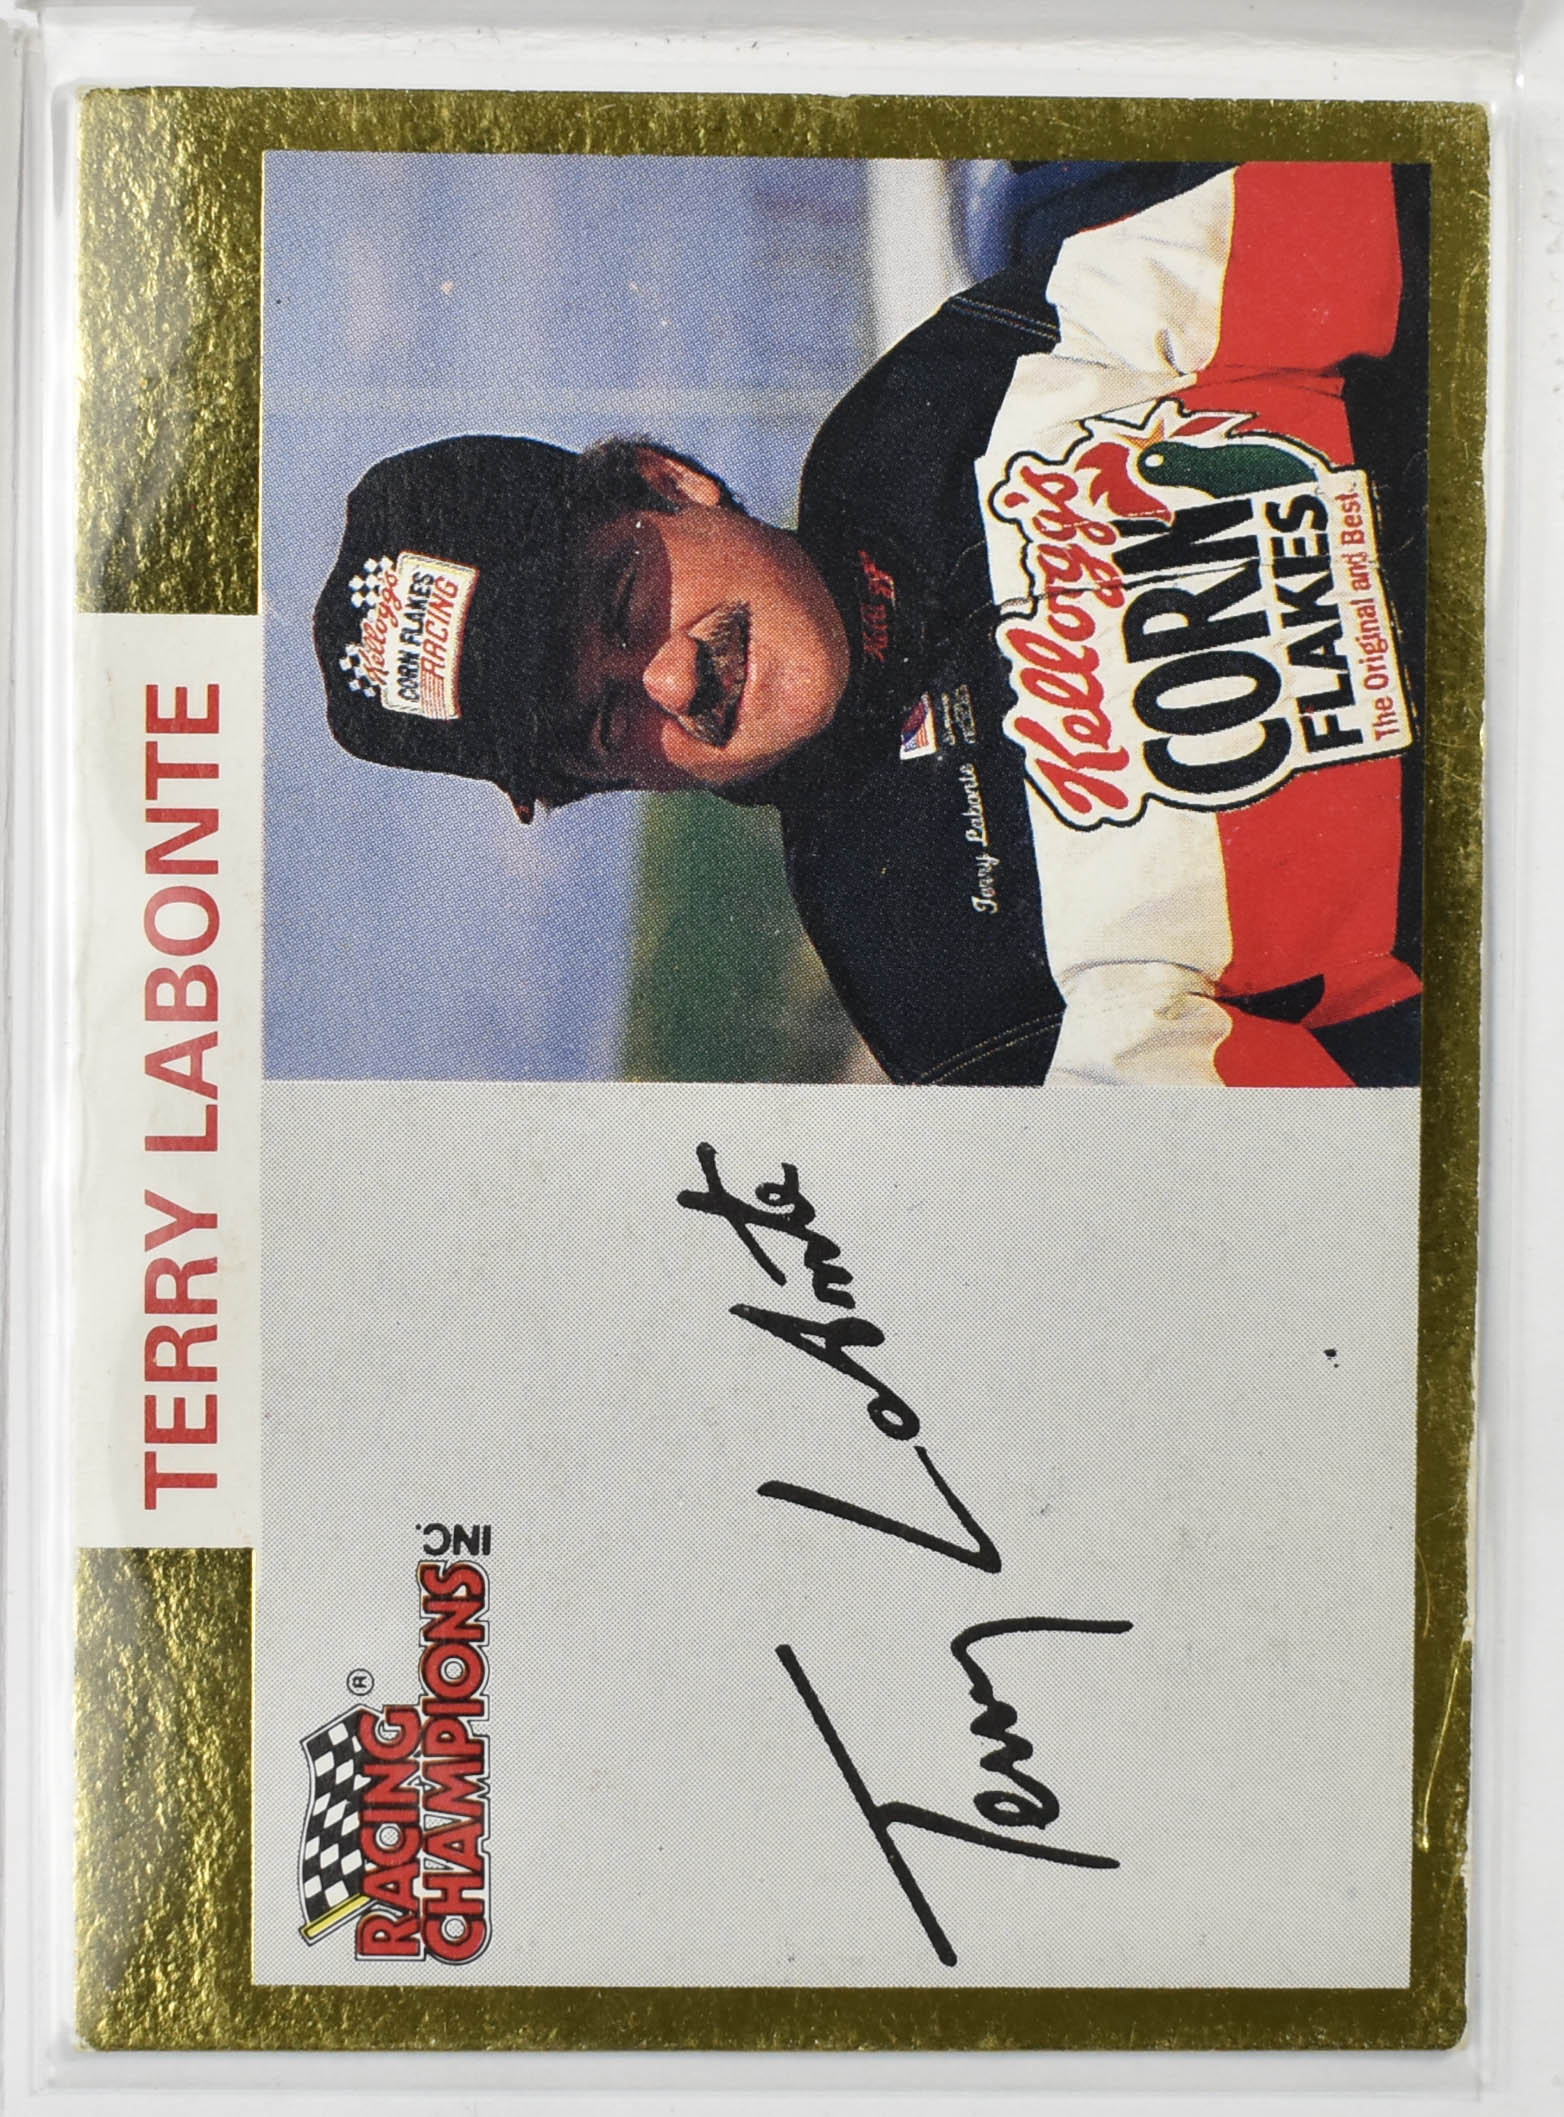 TERRY LABONTE
RACING ®
CHAMPIONS INC.
Terry Labonte
Kellogg's
CORN FLAKES
RACING
Terry Labonte
Kellogg's
CORN
FLAKES
The Original and Best